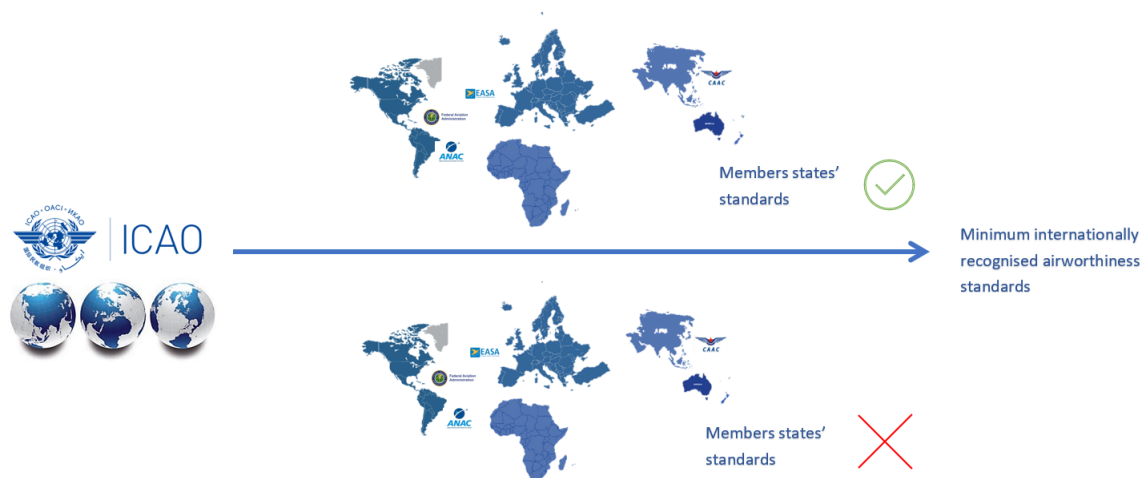 EASA
CAAC
Federal Aviation
Administration
ANAC
Members states'
standards
ICAO · OACI · ИКАО
ICAO
Minimum internationally
recognised airworthiness
standards
EASA
CAAC
Federal Aviation
Administration
ANAC
Members states'
standards